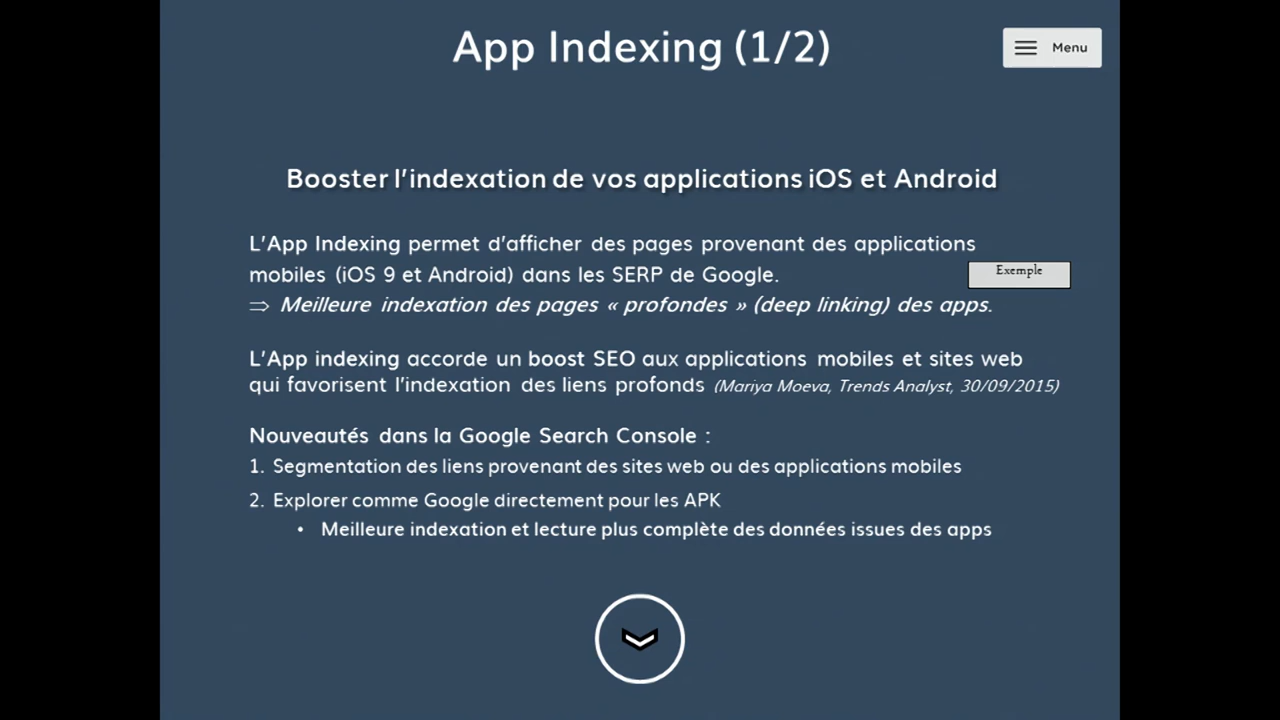 App Indexing (1/2)
Menu
Booster l'indexation de vos applications iOS et Android
L'App Indexing permet d'afficher des pages provenant des applications
mobiles (iOS 9 et Android) dans les SERP de Google.
Exemple
⇒ Meilleure indexation des pages « profondes » (deep linking) des apps.
L'App indexing accorde un boost SEO aux applications mobiles et sites web
qui favorisent l'indexation des liens profonds (Mariya Moeva, Trends Analyst, 30/09/2015)
Nouveautés dans la Google Search Console :
1. Segmentation des liens provenant des sites web ou des applications mobiles
2. Explorer comme Google directement pour les APK
• Meilleure indexation et lecture plus complète des données issues des apps